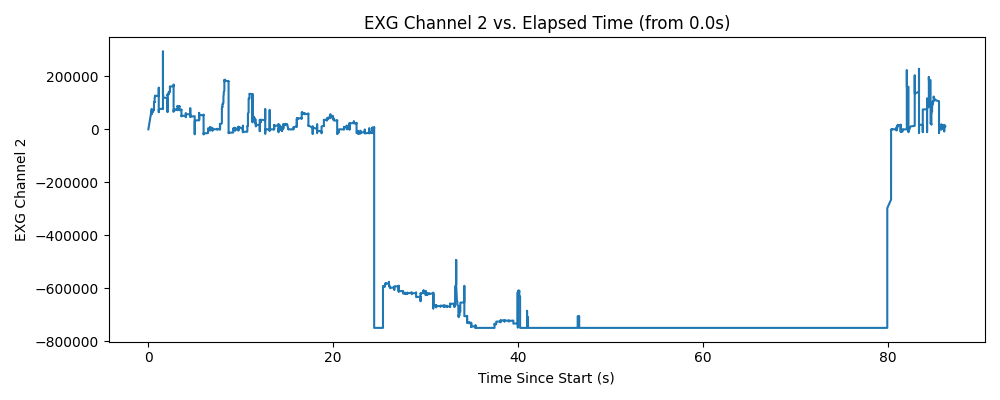 EXG Channel 2 vs. Elapsed Time (from 0.0s)
EXG Channel 2
200000
0
−200000
−400000
−600000
−800000
0 20 40 60 80
Time Since Start (s)